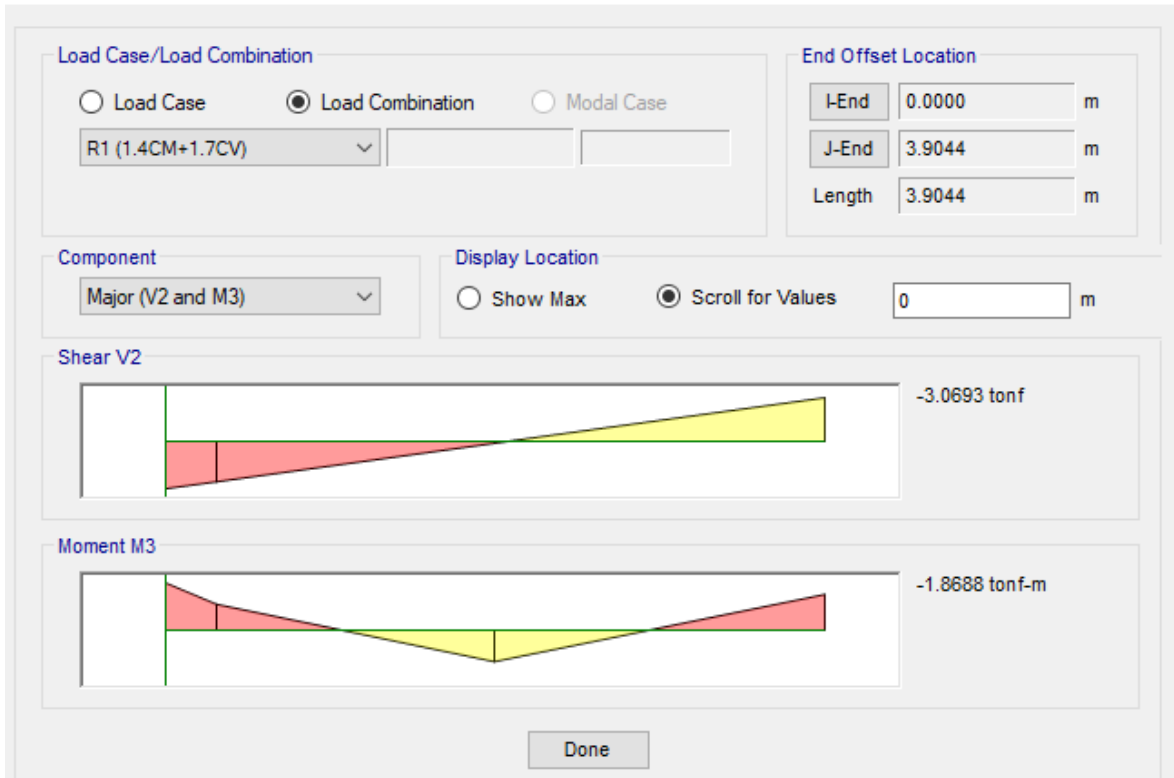 Load Case/Load Combination
Load Case Load Combination Modal Case
R1 (1.4CM+1.7CV)
End Offset Location
I-End 0.0000 m
J-End 3.9044 m
Length 3.9044 m
Component
Major (V2 and M3)
Display Location
Show Max Scroll for Values 0 m
Shear V2
-3.0693 tonf
Moment M3
-1.8688 tonf-m
Done